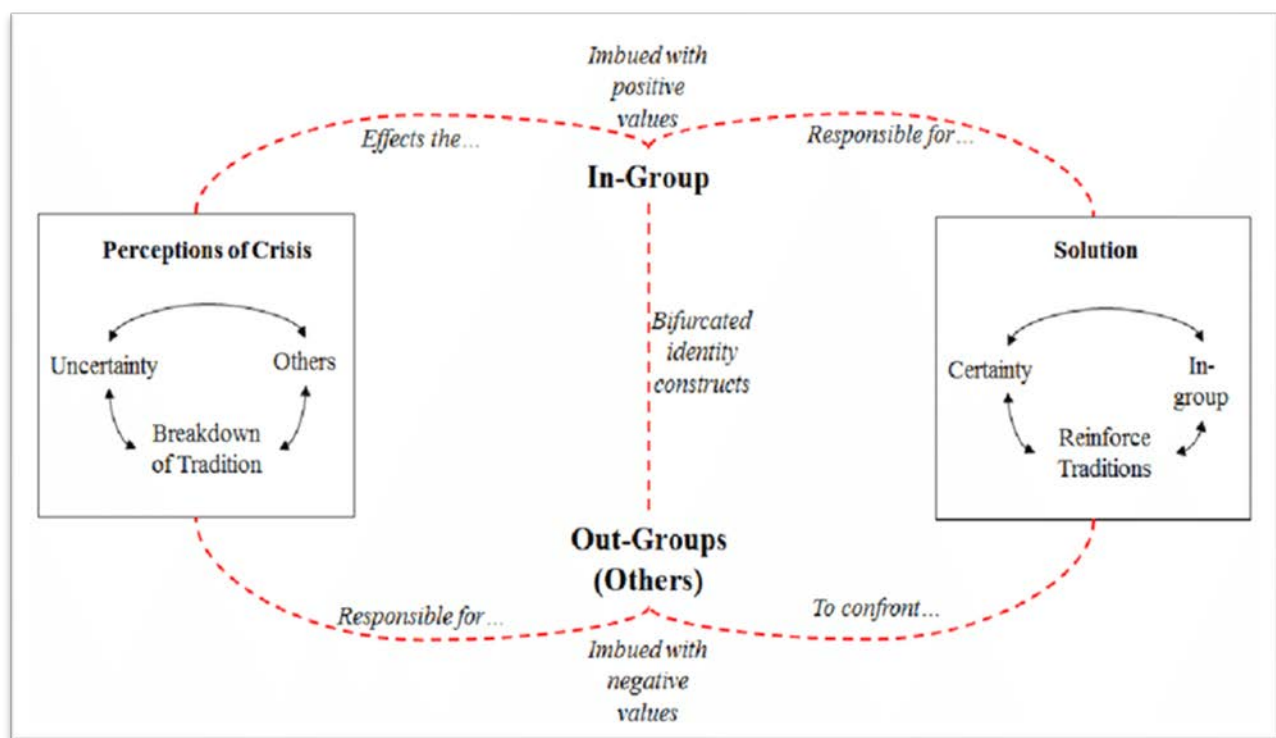 Imbued with
positive
values
Effects the…
Responsible for…
In-Group
Perceptions of Crisis
Uncertainty
Others
Breakdown
of Tradition
Bifurcated
identity
constructs
Solution
Certainty
In-
group
Reinforce
Traditions
Out-Groups
(Others)
Responsible for…
To confront…
Imbued with
negative
values